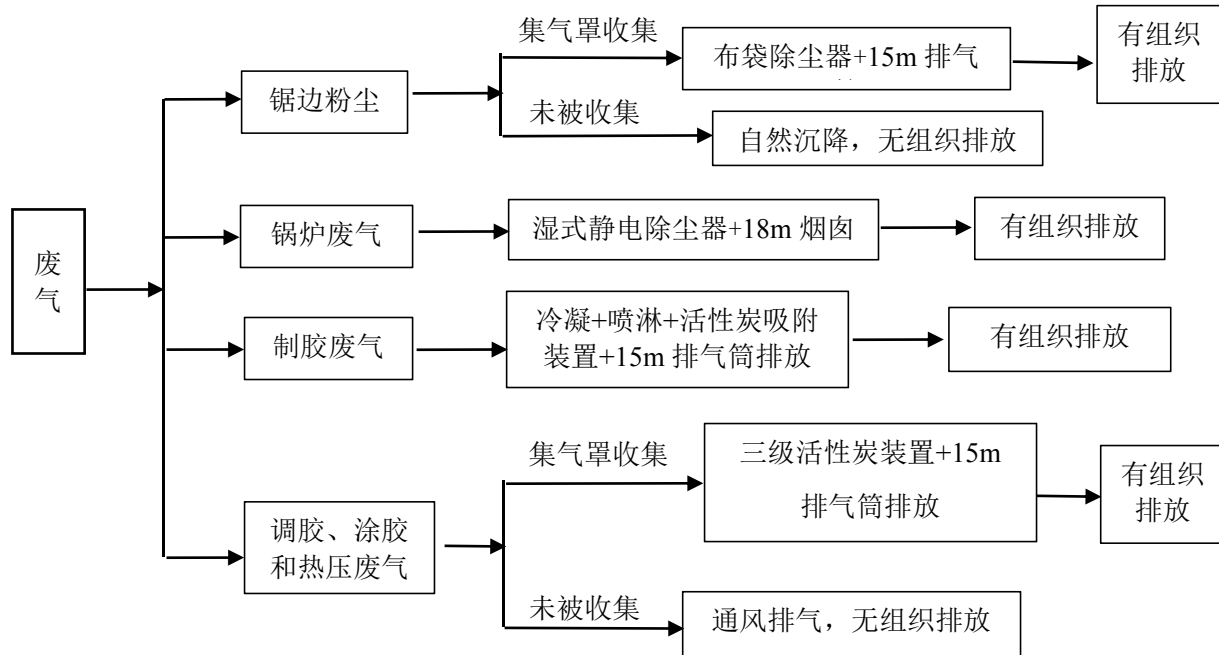 废
气
锯边粉尘
集气罩收集
布袋除尘器+15m 排气
有组织
排放
未被收集
自然沉降，无组织排放
锅炉废气
湿式静电除尘器+18m 烟囱
有组织排放
制胶废气
冷凝+喷淋+活性炭吸附
装置+15m 排气筒排放
有组织排放
调胶、涂胶
和热压废气
集气罩收集
三级活性炭装置+15m
排气筒排放
有组织
排放
未被收集
通风排气，无组织排放